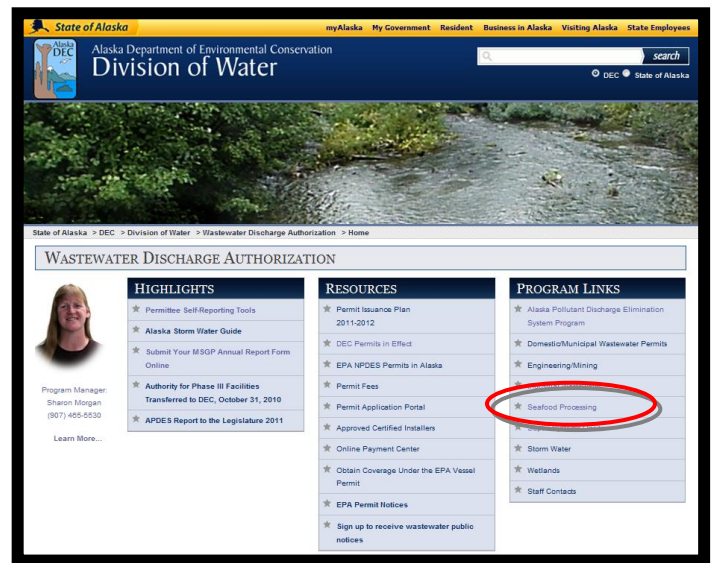 State of Alaska
myAlaska My Government Resident Business in Alaska Visiting Alaska State Employees
Alaska
DEC
Alaska Department of Environmental Conservation
Division of Water
search
DEC State of Alaska
State of Alaska > DEC > Division of Water > Wastewater Discharge Authorization > Home
WASTEWATER DISCHARGE AUTHORIZATION
Program Manager:
Sharon Morgan
(907) 465-5530
Learn More...
HIGHLIGHTS
Permittee Self-Reporting Tools
Alaska Storm Water Guide
Submit Your MSGP Annual Report Form
Online
Authority for Phase III Facilities
Transferred to DEC, October 31, 2010
APDES Report to the Legislature 2011
RESOURCES
Permit Issuance Plan
2011-2012
DEC Permits in Effect
EPA NPDES Permits in Alaska
Permit Fees
Permit Application Portal
Approved Certified Installers
Online Payment Center
Obtain Coverage Under the EPA Vessel
Permit
EPA Permit Notices
Sign up to receive wastewater public
notices
PROGRAM LINKS
Alaska Pollutant Discharge Elimination
System Program
Domestic/Municipal Wastewater Permits
Engineering/Mining
Seafood Processing
Storm Water
Wetlands
Staff Contacts